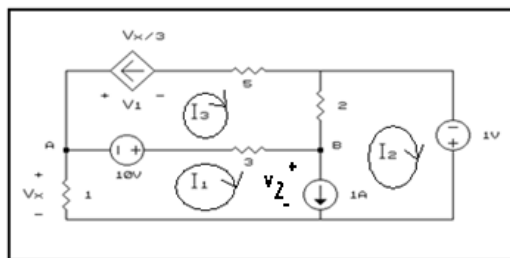 Vx/3
+ V1 -
5
I3
2
A
+
10V
3
B
I2
-
+
1V
+
Vx
-
1
I1
+
v2
-
1A